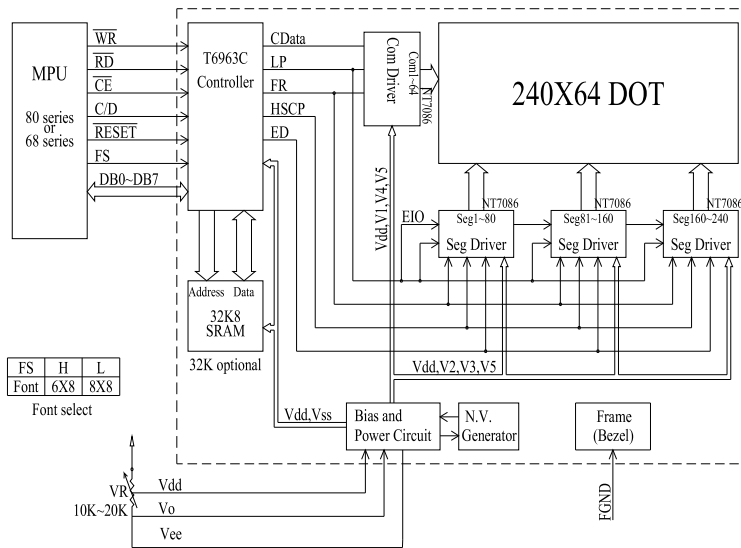 MPU
80 series
or
68 series
WR
RD
CE
C/D
RESET
FS
DB0~DB7
T6963C
Controller
CData
LP
FR
HSCP
ED
Com Driver
Com1~64
NT7086
240X64 DOT
Vdd,V1,V4,V5
EIO
NT7086
Seg1~80
Seg Driver
NT7086
Seg81~160
Seg Driver
NT7086
Seg160~240
Seg Driver
Address
Data
32K8
SRAM
32K optional
FS H L
Font 6X8 8X8
Font select
Vdd,V2,V3,V5
Vdd,Vss
Bias and
Power Circuit
N.V.
Generator
Frame
(Bezel)
FGND
VR
10K~20K
Vdd
Vo
Vee